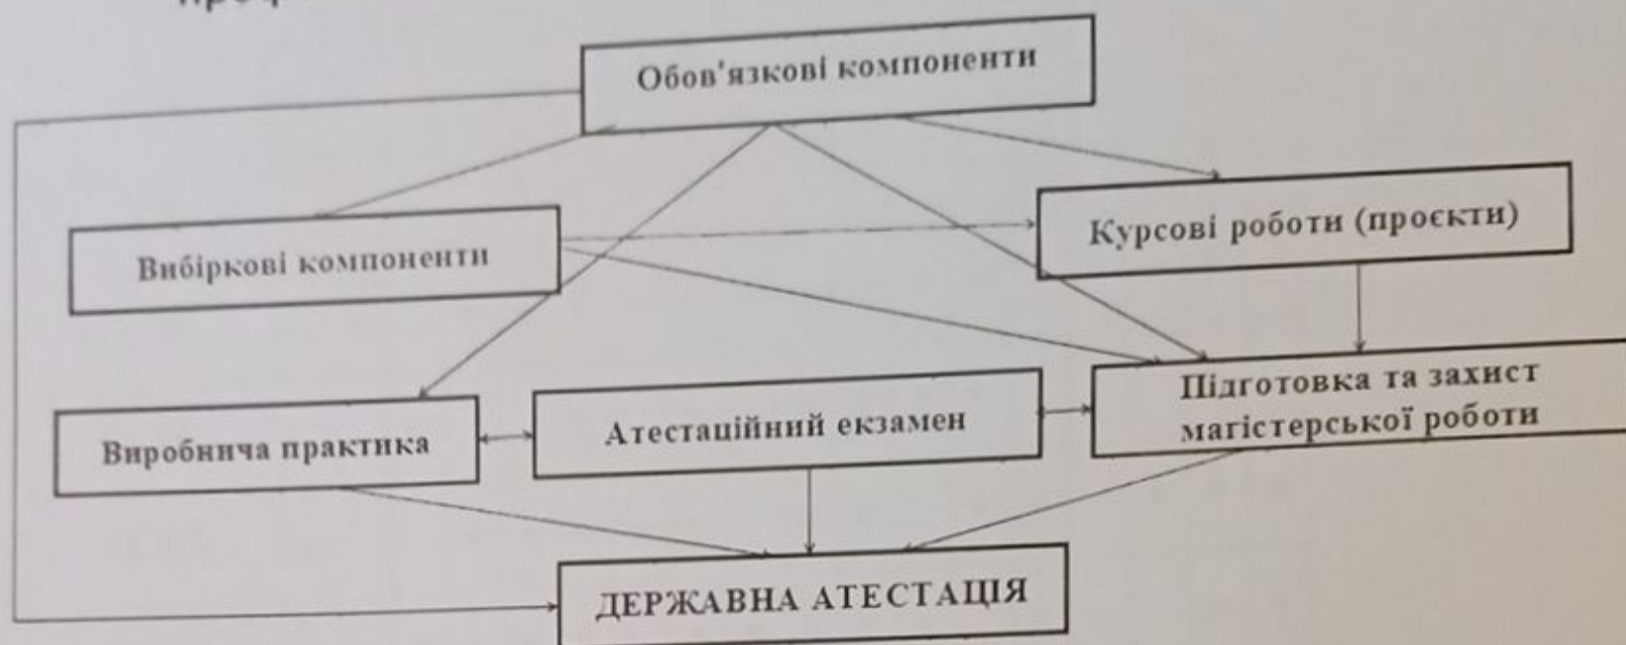 Обов'язкові компоненти
Курсові роботи (проєкти)
Вибіркові компоненти
Підготовка та захист
магістерської роботи
Атестаційний екзамен
Виробнича практика
ДЕРЖАВНА АТЕСТАЦІЯ